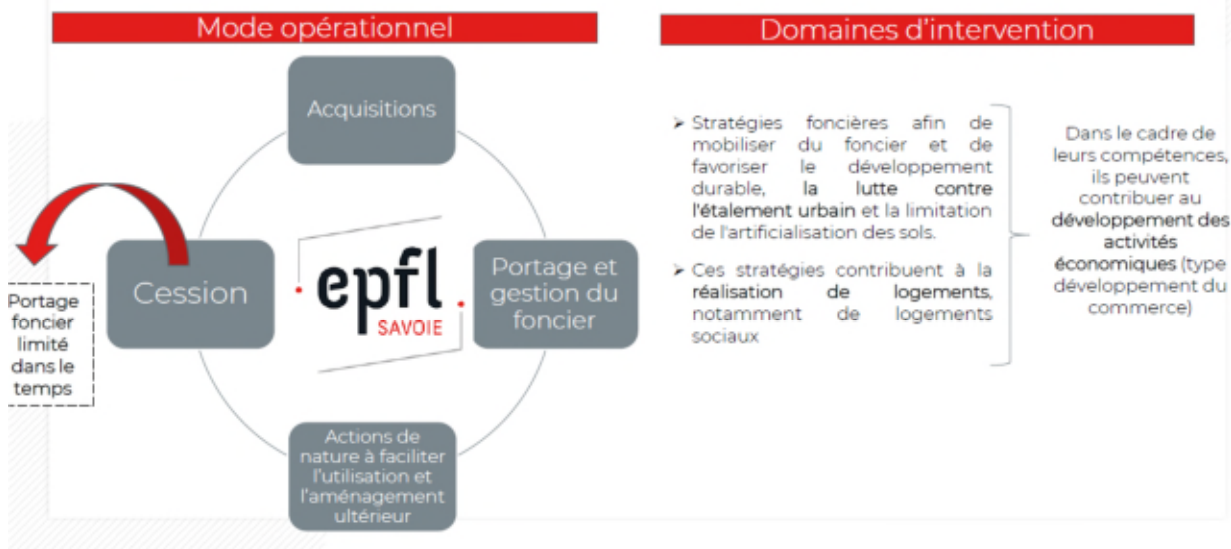 Mode opérationnel
Acquisitions
Portage et
gestion du
foncier
Actions de
nature à faciliter
l'utilisation et
l'aménagement
ultérieur
Cession
Portage
foncier
limité
dans le
temps
epfl
SAVOIE
Domaines d'intervention
➢ Stratégies foncières afin de
mobiliser du foncier et de
favoriser le développement
durable, la lutte contre
l'étalement urbain et la limitation
de l'artificialisation des sols.
➢ Ces stratégies contribuent à la
réalisation de logements,
notamment de logements
sociaux
Dans le cadre de
leurs compétences,
ils peuvent
contribuer au
développement des
activités
économiques (type
développement du
commerce)